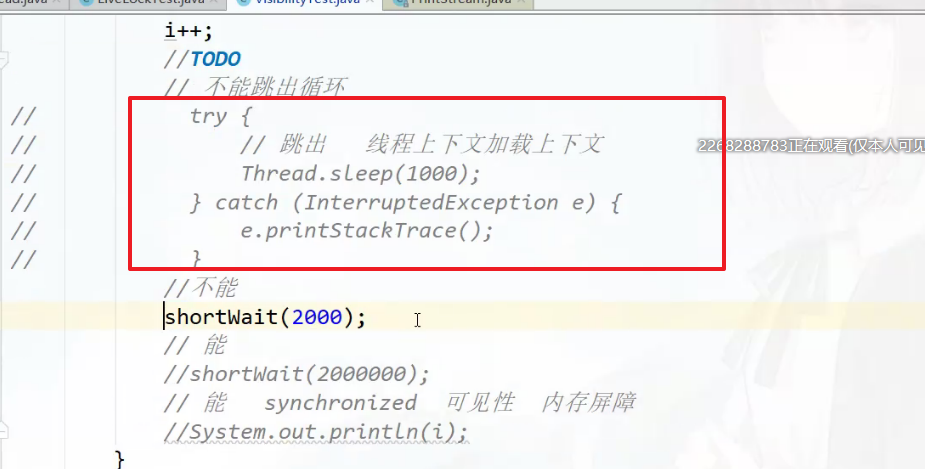 LiveLockTest.java VisibilityTest.java PrintStream.java
i++;
//TODO
// 不能跳出循环
// try {
// // 跳出 线程上下文加载上下文
// Thread.sleep(1000);
// } catch (InterruptedException e) {
// e.printStackTrace();
// }
//不能
shortWait(2000);
// 能
//shortWait(2000000);
// 能 synchronized 可见性 内存屏障
//System.out.println(i);
}
2268288783正在观看(仅本人可见